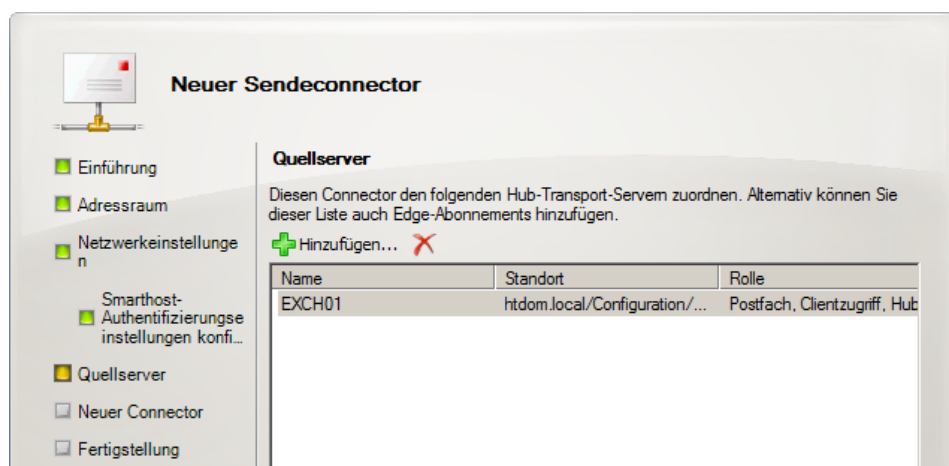 Neuer Sendeconnector
Einführung
Adressraum
Netzwerkeinstellunge
n
Smarthost-
Authentifizierungse
instellungen konfi...
Quellserver
Neuer Connector
Fertigstellung
Quellserver
Diesen Connector den folgenden Hub-Transport-Servern zuordnen. Alternativ können Sie
dieser Liste auch Edge-Abonnements hinzufügen.
Hinzufügen...
Name Standort Rolle
EXCH01 htdom.local/Configuration/... Postfach, Clientzugriff, Hub